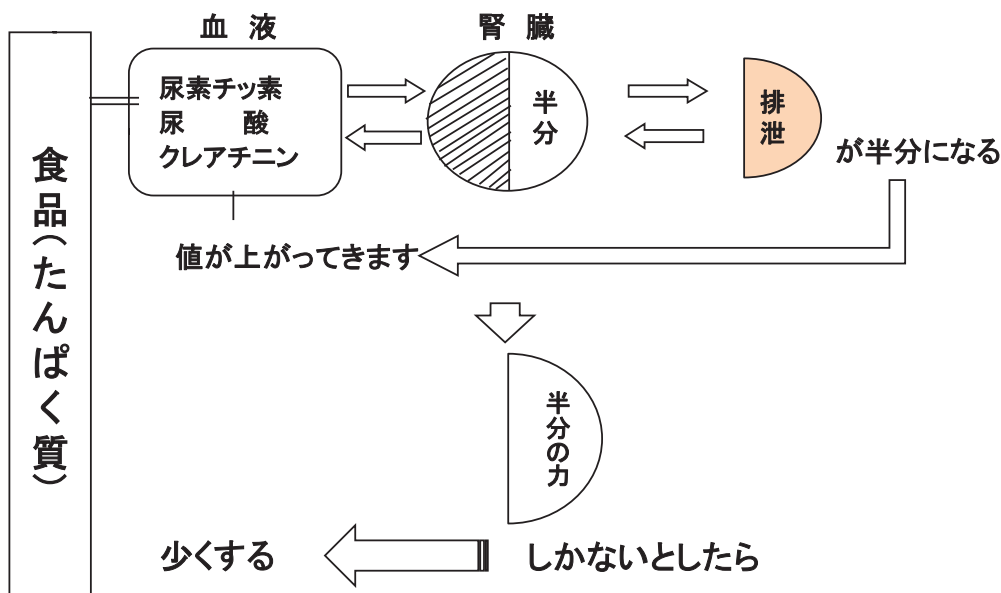 血液
腎臓
食品(たんぱく質)
尿素チッ素
尿酸
クレアチニン
半分
排泄
が半分になる
値が上がってきます
半分の力
しかないとしたら
少くする